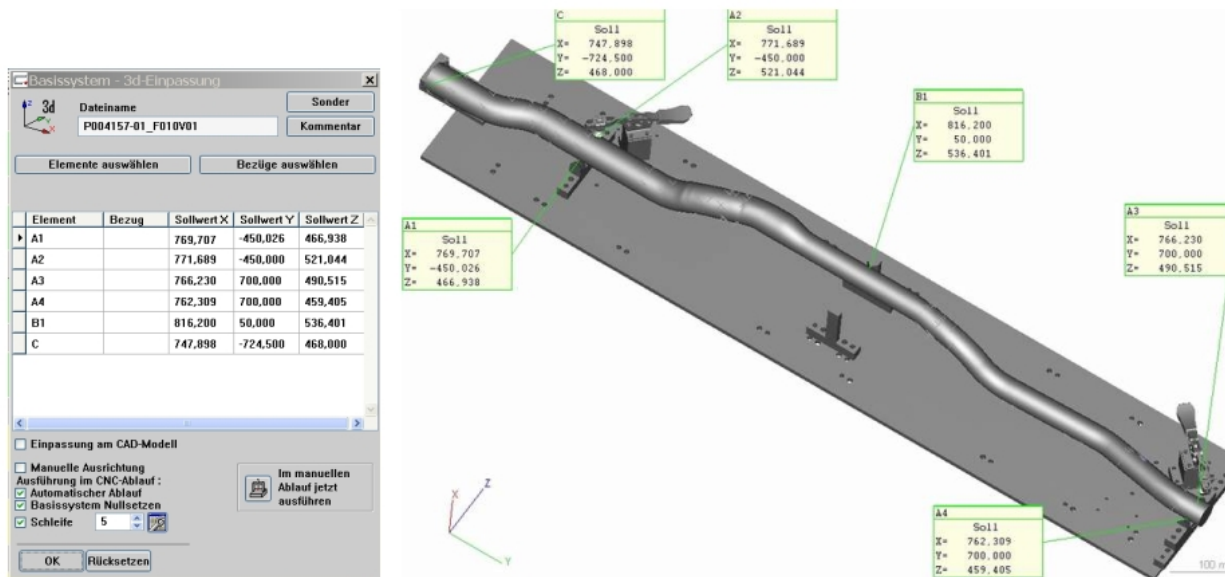 Basissystem - 3d-Einpassung
3d
Dateiname
P004157-01_F010V01
Sonder
Kommentar
Elemente auswählen
Bezüge auswählen
Element Bezug Sollwert X Sollwert Y Sollwert Z
A1 769,707 -450,026 466,938
A2 771,689 -450,000 521,044
A3 766,230 700,000 490,515
A4 762,309 700,000 459,405
B1 816,200 50,000 536,401
C 747,898 -724,500 468,000
Einpassung am CAD-Modell
Manuelle Ausrichtung
Ausführung im CNC-Ablauf :
Automatischer Ablauf
Basissystem Nullsetzen
Schleife 5
Im manuellen
Ablauf jetzt
ausführen
OK
Rücksetzen
C
Soll
X= 747,898
Y= -724,500
Z= 468,000
A2
Soll
X= 771,689
Y= -450,000
Z= 521,044
B1
Soll
X= 816,200
Y= 50,000
Z= 536,401
A3
Soll
X= 766,230
Y= 700,000
Z= 490,515
A1
Soll
X= 769,707
Y= -450,026
Z= 466,938
A4
Soll
X= 762,309
Y= 700,000
Z= 459,405
X
Z
Y
100